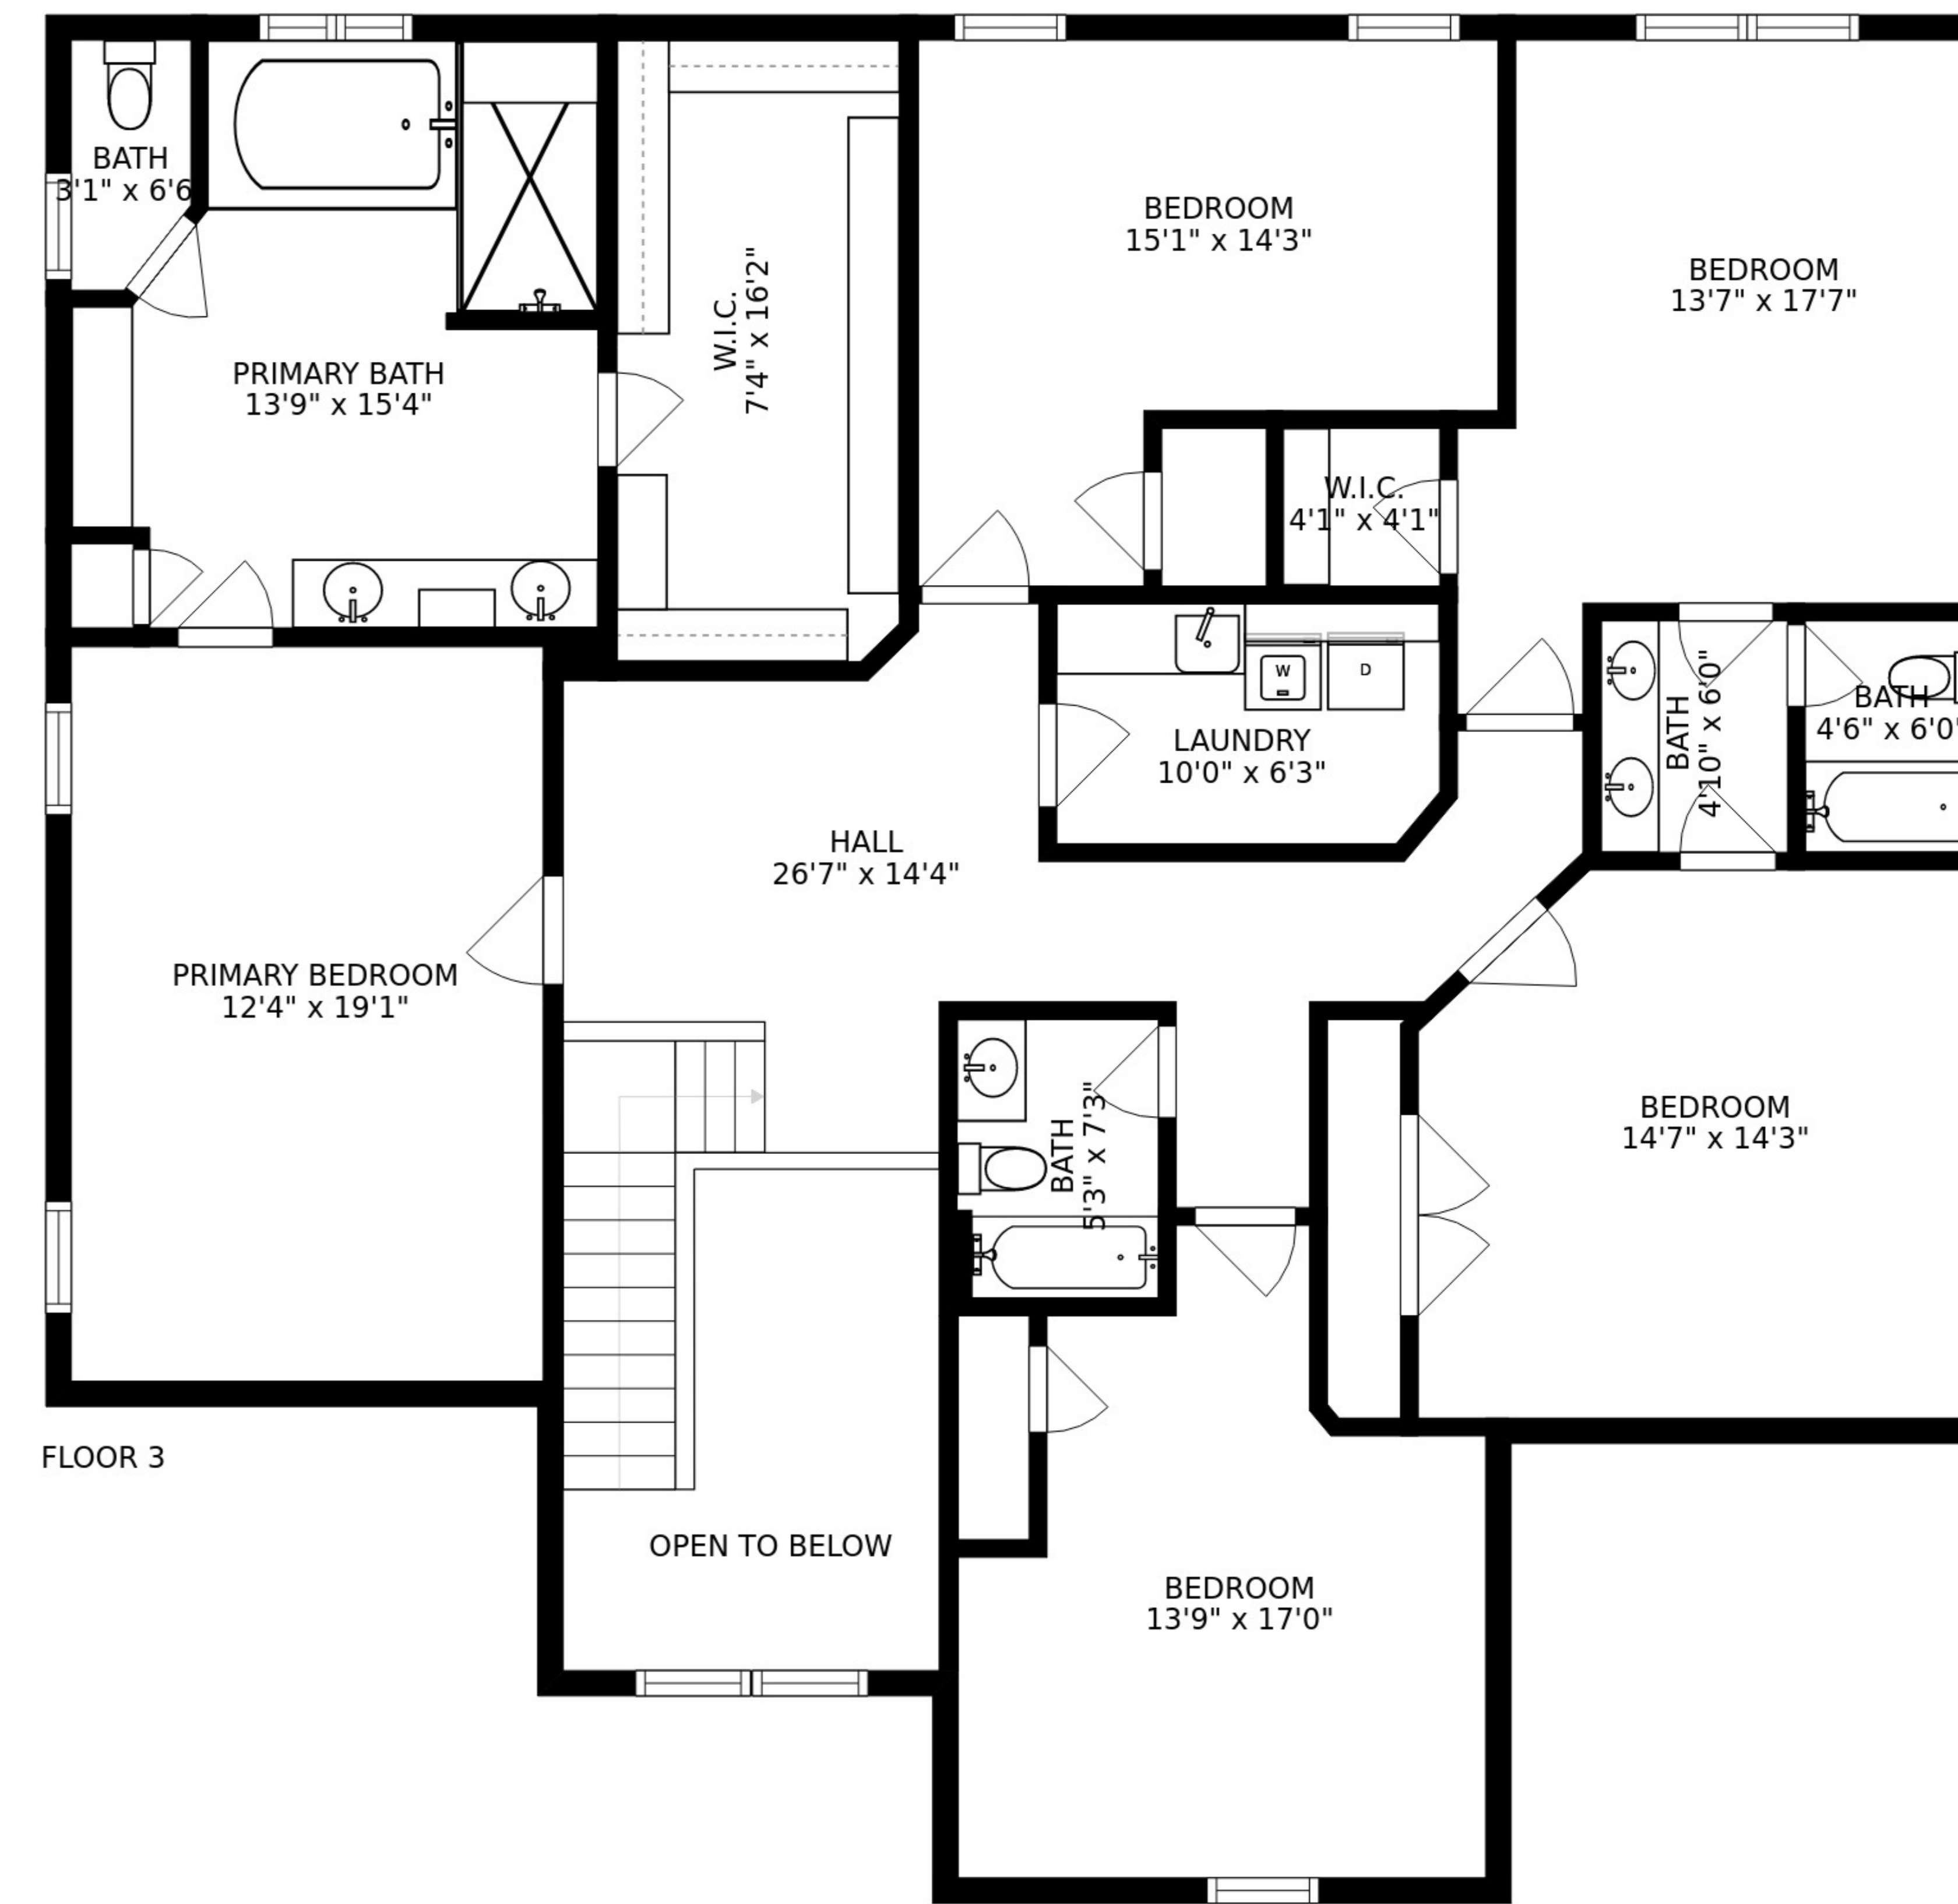 BATH
3'1" x 6'6
PRIMARY BATH
13'9" x 15'4"
W.I.C.
7'4" x 16'2"
BEDROOM
15'1" x 14'3"
BEDROOM
13'7" x 17'7"
W.I.C.
4'1" x 4'1"
W
D
LAUNDRY
10'0" x 6'3"
BATH
4'10" x 6'0"
BATH
4'6" x 6'0"
HALL
26'7" x 14'4"
PRIMARY BEDROOM
12'4" x 19'1"
BATH
5'3" x 7'3"
BEDROOM
14'7" x 14'3"
FLOOR 3
OPEN TO BELOW
BEDROOM
13'9" x 17'0"